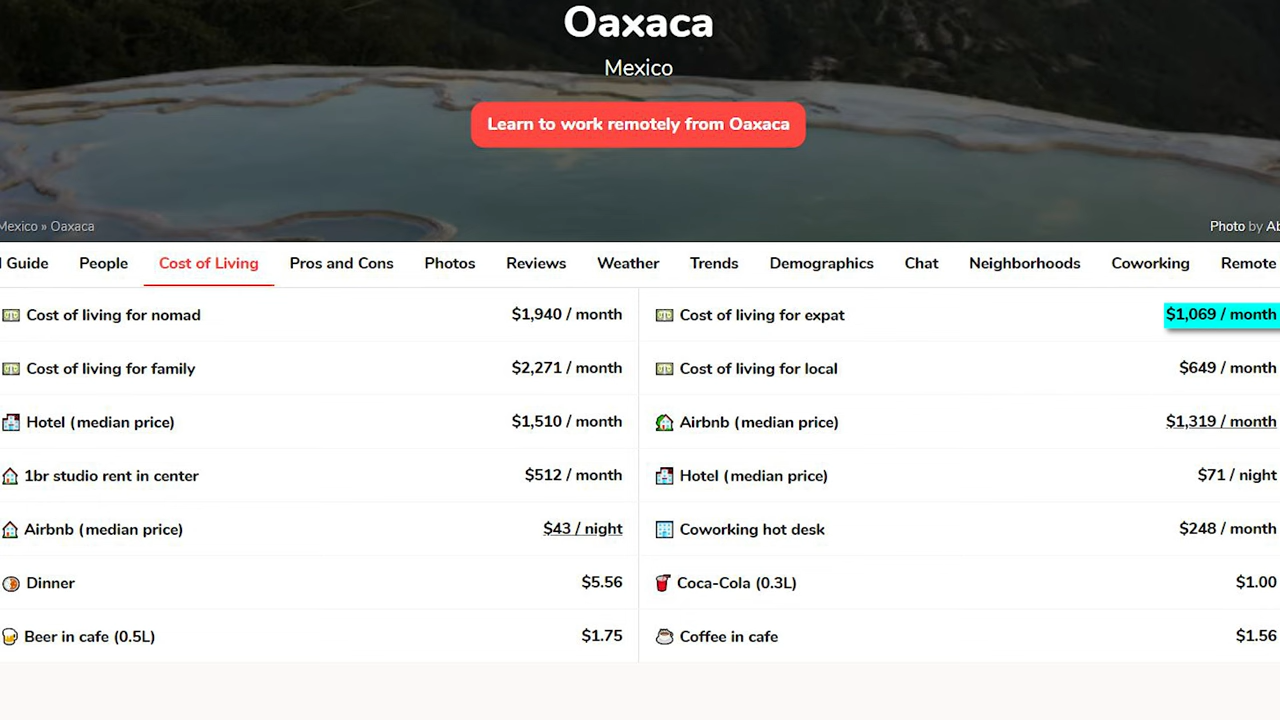 Oaxaca
Mexico
Learn to work remotely from Oaxaca
Mexico » Oaxaca
Photo by Ab
Guide People Cost of Living Pros and Cons Photos Reviews Weather Trends Demographics Chat Neighborhoods Coworking Remote
Cost of living for nomad $1,940 / month Cost of living for expat $1,069 / month
Cost of living for family $2,271 / month Cost of living for local $649 / month
Hotel (median price) $1,510 / month Airbnb (median price) $1,319 / month
1br studio rent in center $512 / month Hotel (median price) $71 / night
Airbnb (median price) $43 / night Coworking hot desk $248 / month
Dinner $5.56 Coca-Cola (0.3L) $1.00
Beer in cafe (0.5L) $1.75 Coffee in cafe $1.56